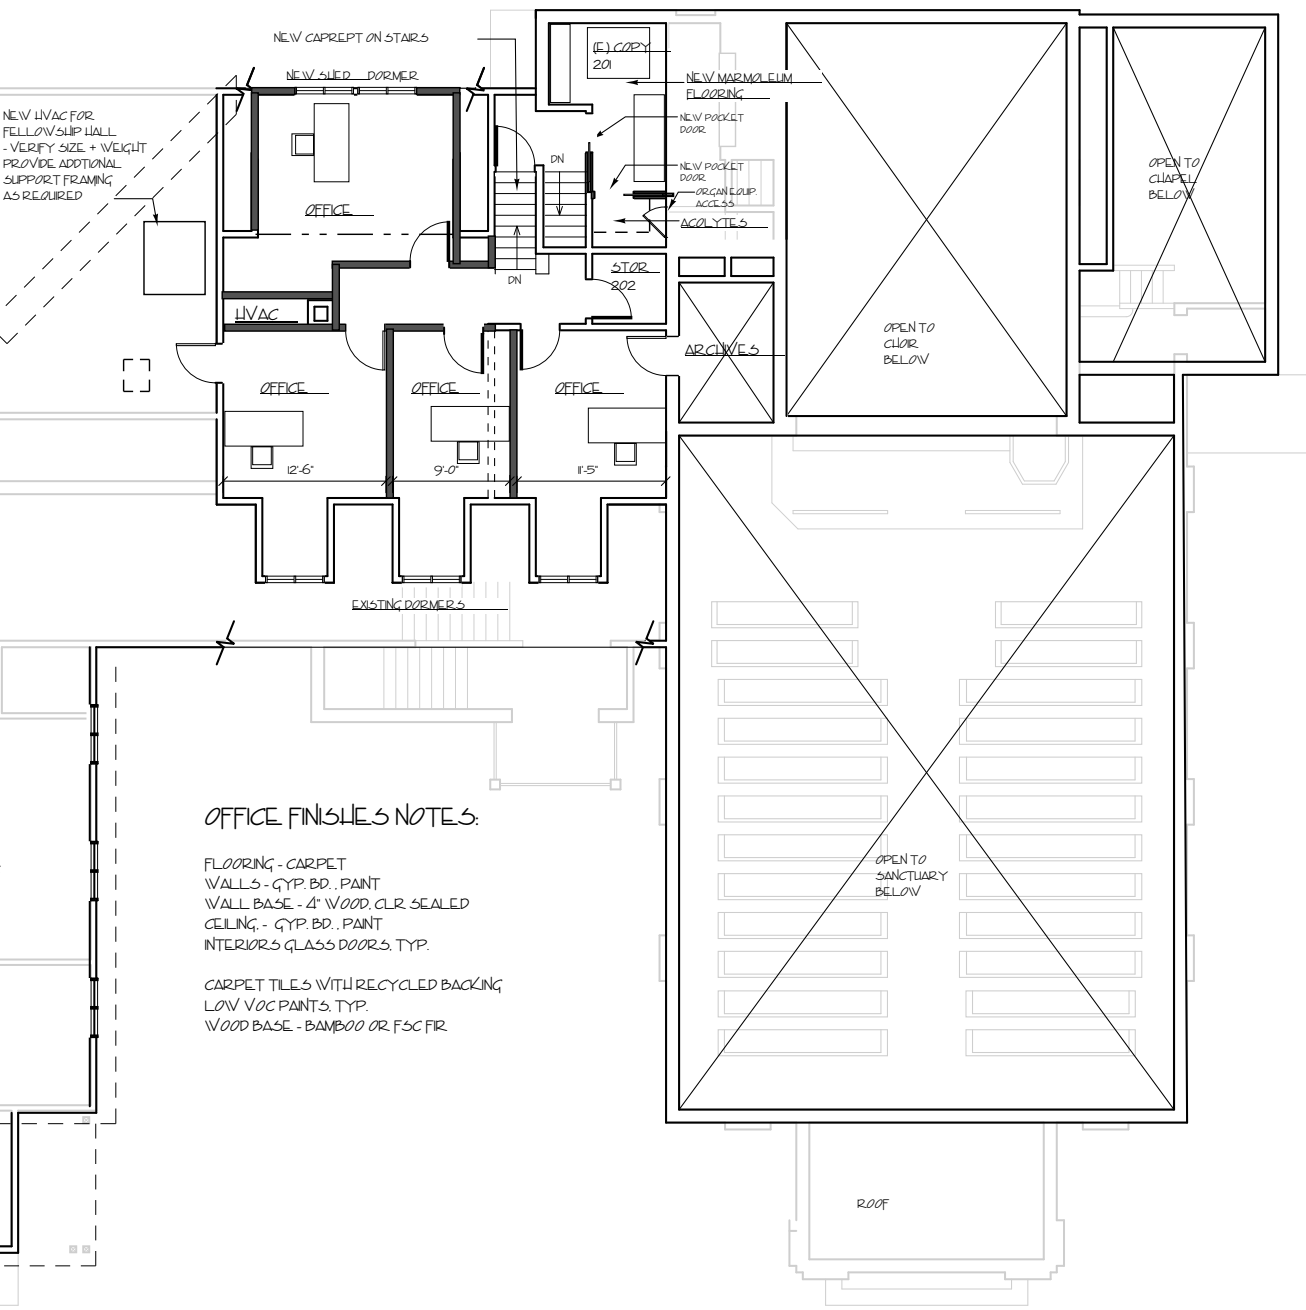 NEW CAPREPT ON STAIRS
NEW SHED DORMER
(E) COPY
201
NEW MARMOLEUM
FLOORING
NEW POCKET
DOOR
NEW HVAC FOR
FELLOWSHIP HALL
- VERIFY SIZE + WEIGHT
PROVIDE ADDTIONAL
SUPPORT FRAMING
AS REQUIRED
DN
NEW POCKET
DOOR
ORGAN EQUIP.
ACCESS
ACOLYTES
OPEN TO
CHAPEL
BELOW
OFFICE
DN
STOR
202
HVAC
ARCHIVES
OPEN TO
CHOIR
BELOW
OFFICE
OFFICE
OFFICE
12'-6"
9'-0"
11'-5"
EXISTING DORMERS
OFFICE FINISHES NOTES:
FLOORING - CARPET
WALLS - GYP. BD. , PAINT
WALL BASE - 4" WOOD, CLR SEALED
CEILING, - GYP. BD. , PAINT
INTERIORS GLASS DOORS, TYP.
CARPET TILES WITH RECYCLED BACKING
LOW VOC PAINTS, TYP.
WOOD BASE - BAMBOO OR FSC FIR
OPEN TO
SANCTUARY
BELOW
ROOF